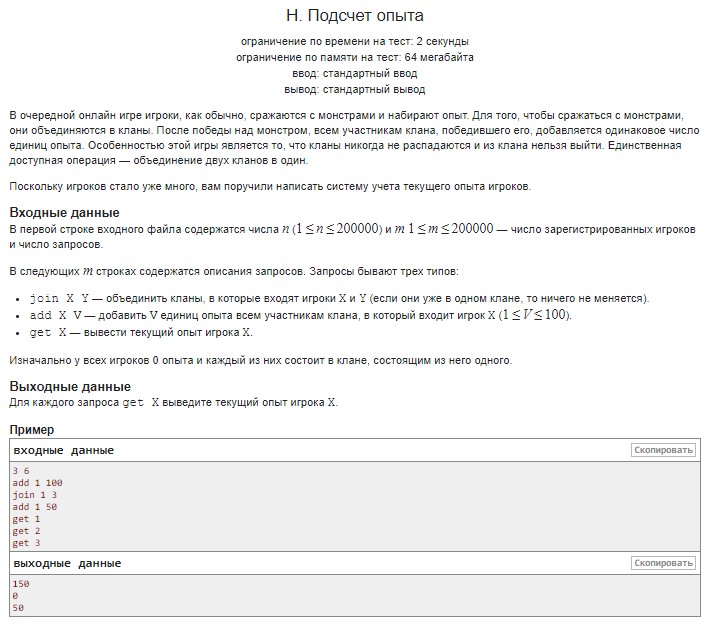 H. Подсчет опыта
ограничение по времени на тест: 2 секунды
ограничение по памяти на тест: 64 мегабайта
ввод: стандартный ввод
вывод: стандартный вывод
В очередной онлайн игре игроки, как обычно, сражаются с монстрами и набирают опыт. Для того, чтобы сражаться с монстрами,
они объединяются в кланы. После победы над монстром, всем участникам клана, победившего его, добавляется одинаковое число
единиц опыта. Особенностью этой игры является то, что кланы никогда не распадаются и из клана нельзя выйти. Единственная
доступная операция — объединение двух кланов в один.
Поскольку игроков стало уже много, вам поручили написать систему учета текущего опыта игроков.
Входные данные
В первой строке входного файла содержатся числа n (1 ≤ n ≤ 200000) и m 1 ≤ m ≤ 200000 — число зарегистрированных игроков
и число запросов.
В следующих m строках содержатся описания запросов. Запросы бывают трех типов:
• join X Y — объединить кланы, в которые входят игроки X и Y (если они уже в одном клане, то ничего не меняется).
• add X V — добавить V единиц опыта всем участникам клана, в который входит игрок X (1 ≤ V ≤ 100).
• get X — вывести текущий опыт игрока X.
Изначально у всех игроков 0 опыта и каждый из них состоит в клане, состоящим из него одного.
Выходные данные
Для каждого запроса get X выведите текущий опыт игрока X.
Пример
входные данные
Скопировать
3 6
add 1 100
join 1 3
add 1 50
get 1
get 2
get 3
выходные данные
Скопировать
150
0
50